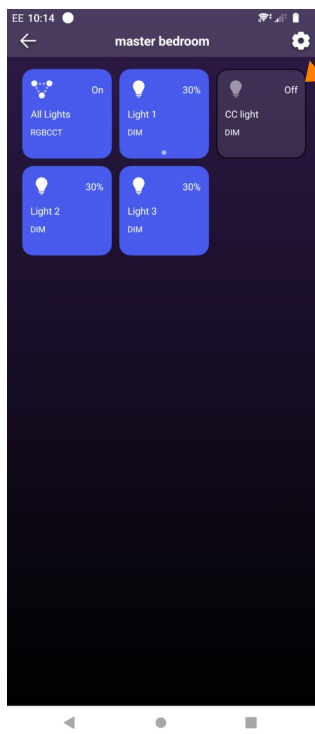 EE 10:14
master bedroom
On
All Lights
RGBCCT
30%
Light 1
DIM
Off
CC light
DIM
30%
Light 2
DIM
30%
Light 3
DIM